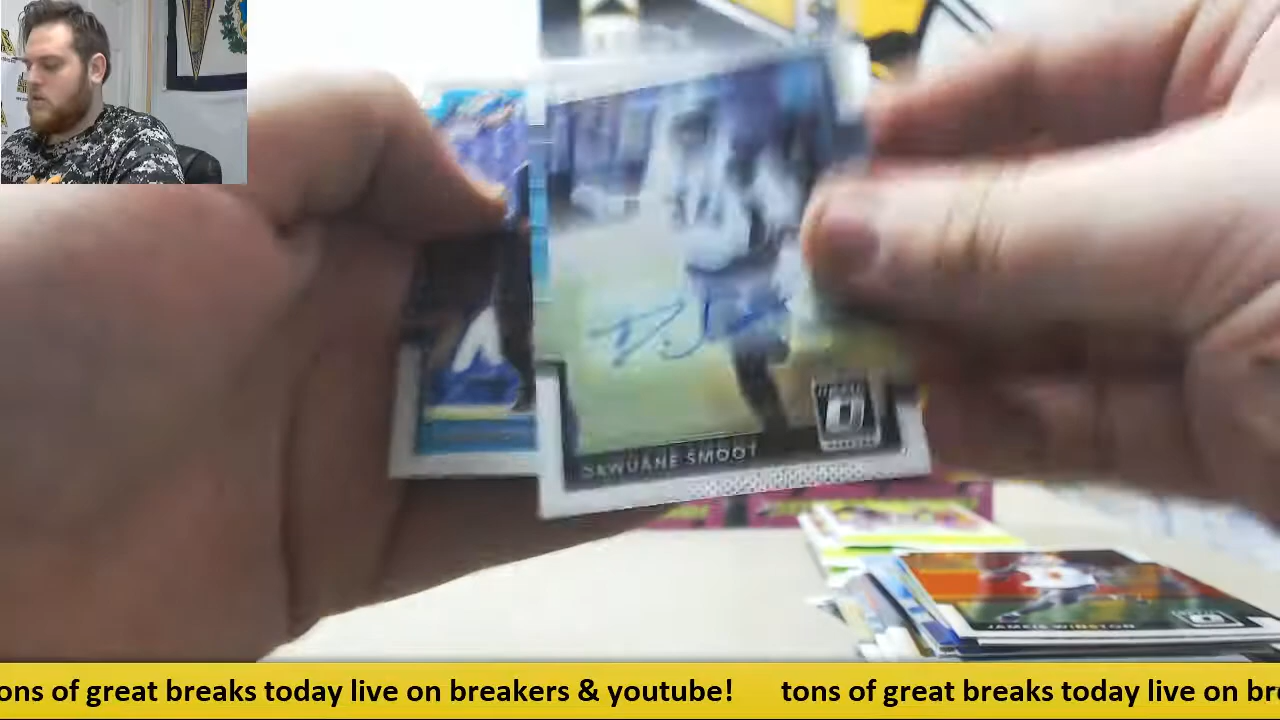 D. S
DAWUANE SMOOT
JAMEIS WINSTON
ons of great breaks today live on breakers & youtube!    tons of great breaks today live on bre